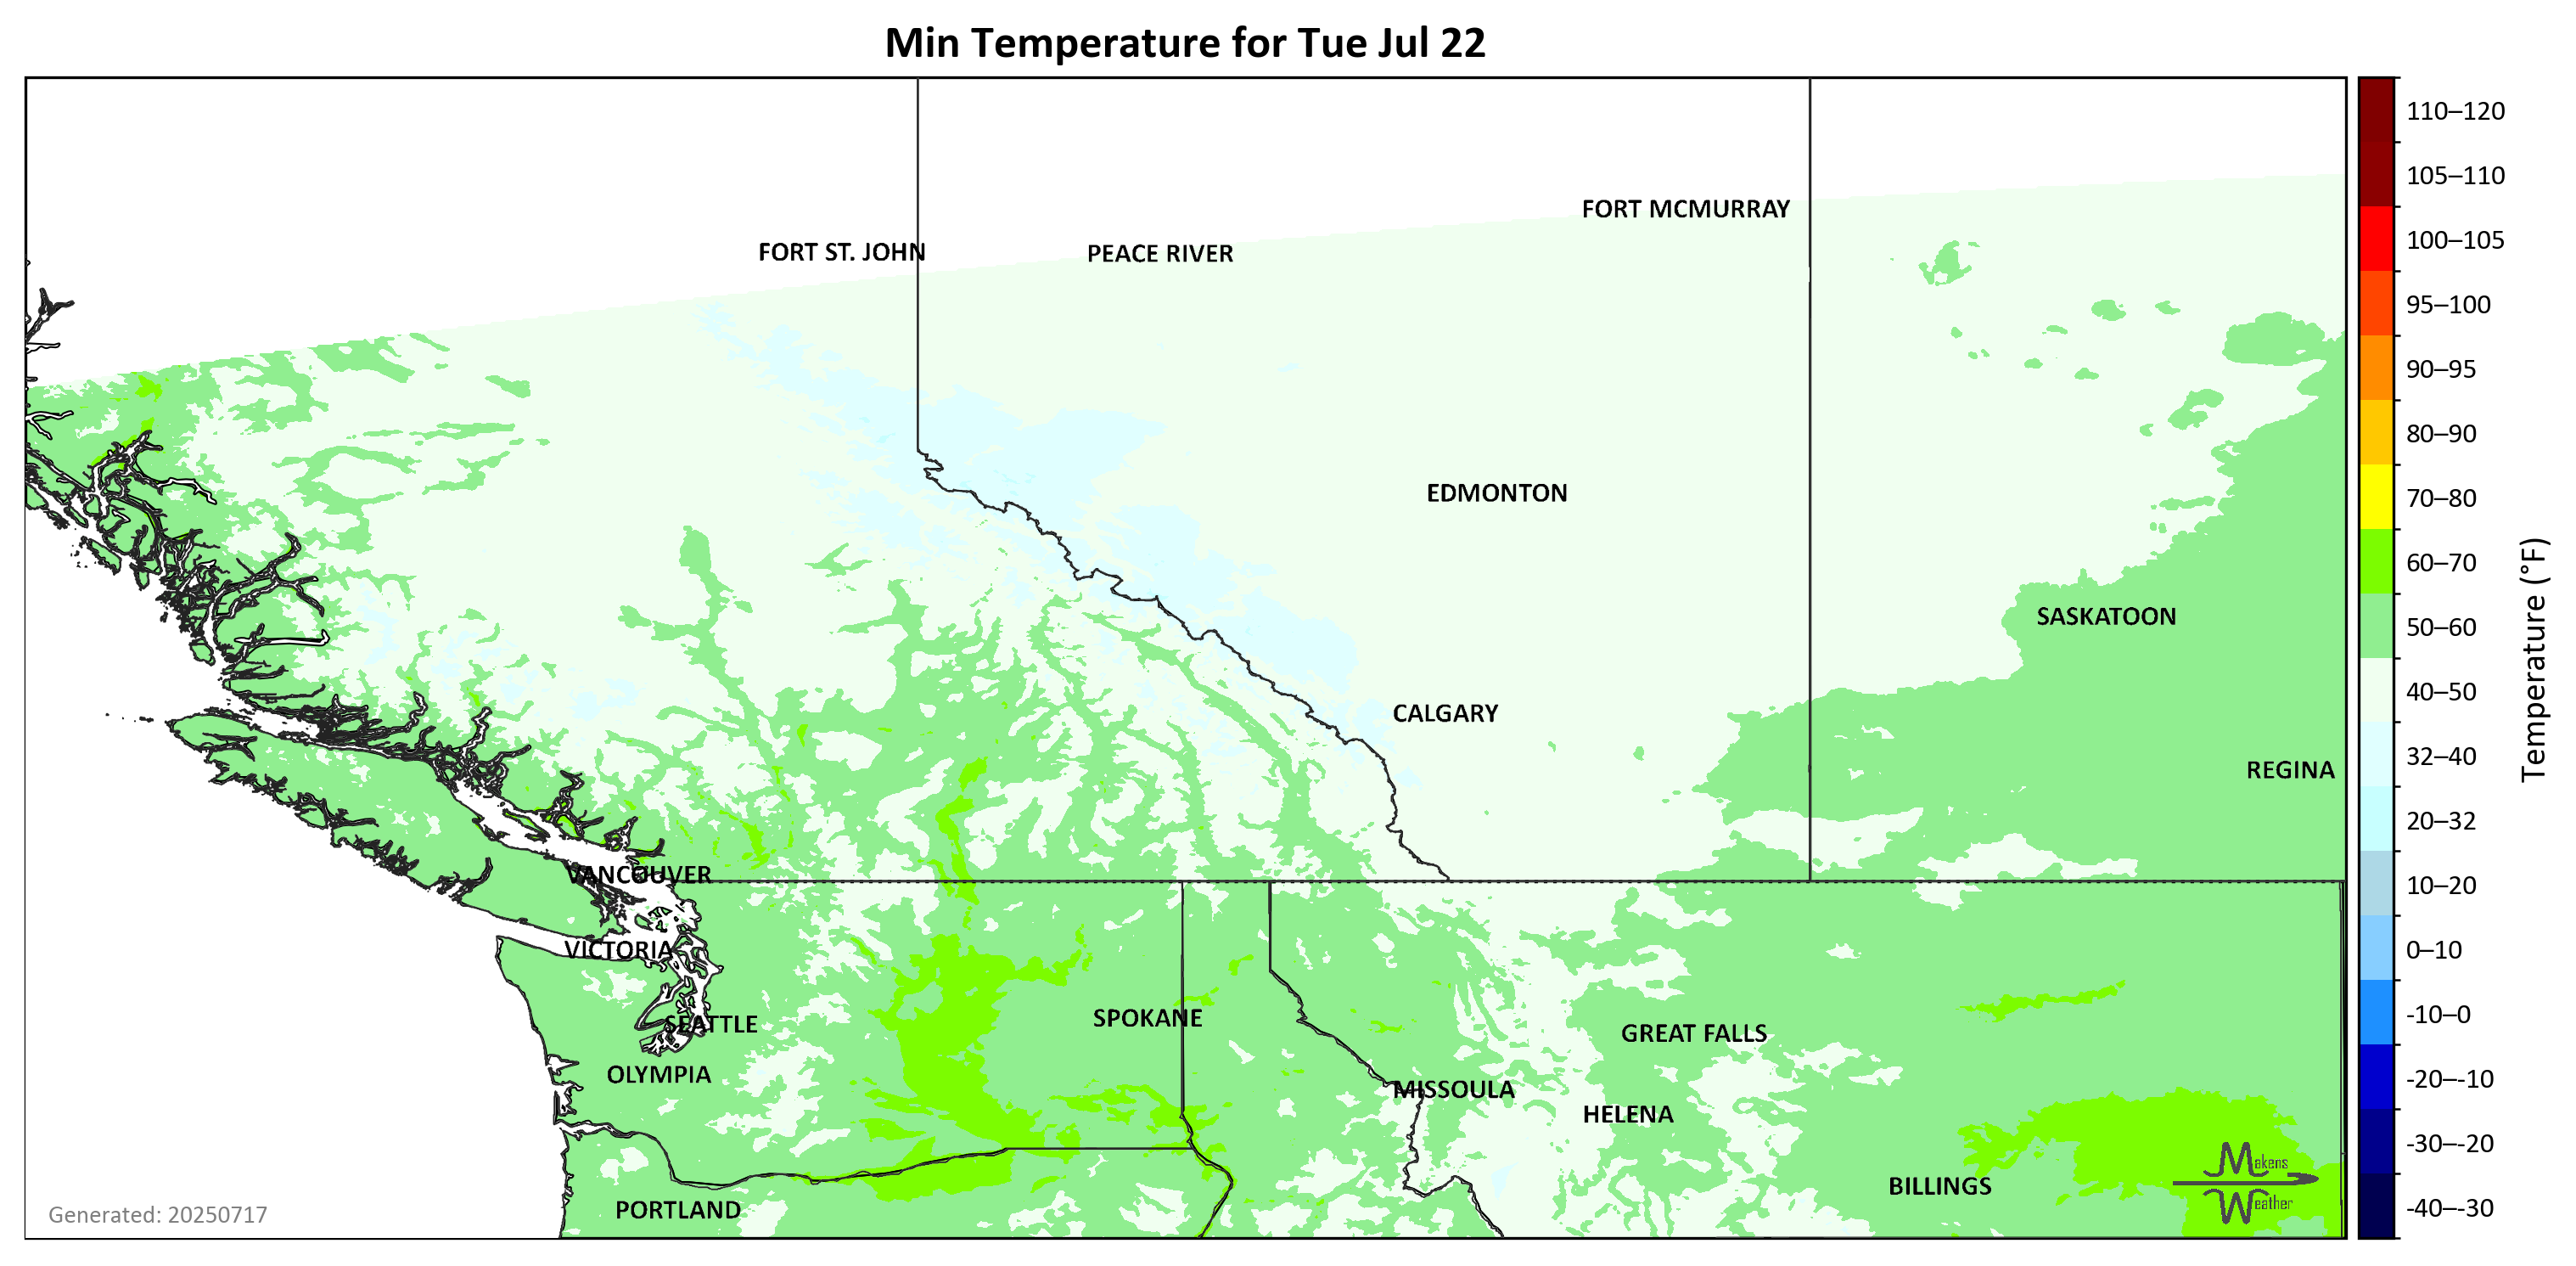 Min Temperature for Tue Jul 22
110–120
105–110
FORT MCMURRAY
100–105
FORT ST. JOHN
PEACE RIVER
95–100
90–95
80–90
EDMONTON
70–80
60–70
SASKATOON
50–60
CALGARY
40–50
REGINA
32–40
Temperature (°F)
20–32
VANCOUVER
10–20
VICTORIA
0–10
SPOKANE
SEATTLE
GREAT FALLS
-10–0
OLYMPIA
MISSOULA
-20–-10
HELENA
-30–-20
Makens
Weather
BILLINGS
PORTLAND
-40–-30
Generated: 20250717